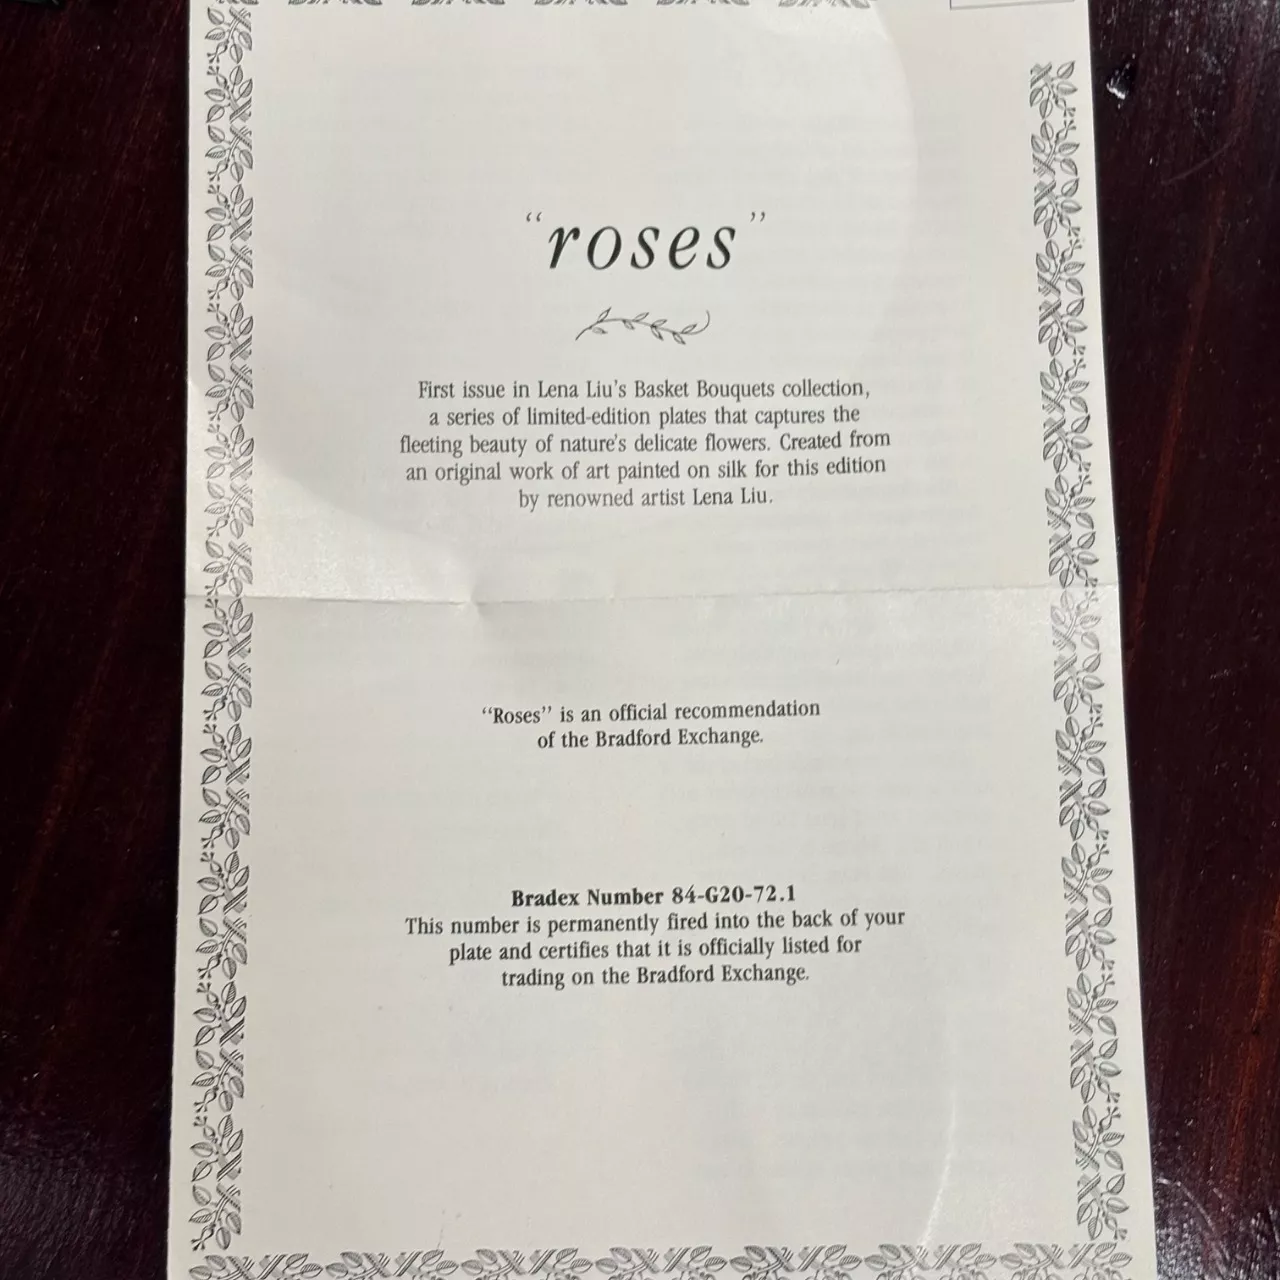 “roses”
First issue in Lena Liu’s Basket Bouquets collection,
a series of limited-edition plates that captures the
fleeting beauty of nature’s delicate flowers. Created from
an original work of art painted on silk for this edition
by renowned artist Lena Liu.
“Roses” is an official recommendation
of the Bradford Exchange.
Bradex Number 84-G20-72.1
This number is permanently fired into the back of your
plate and certifies that it is officially listed for
trading on the Bradford Exchange.